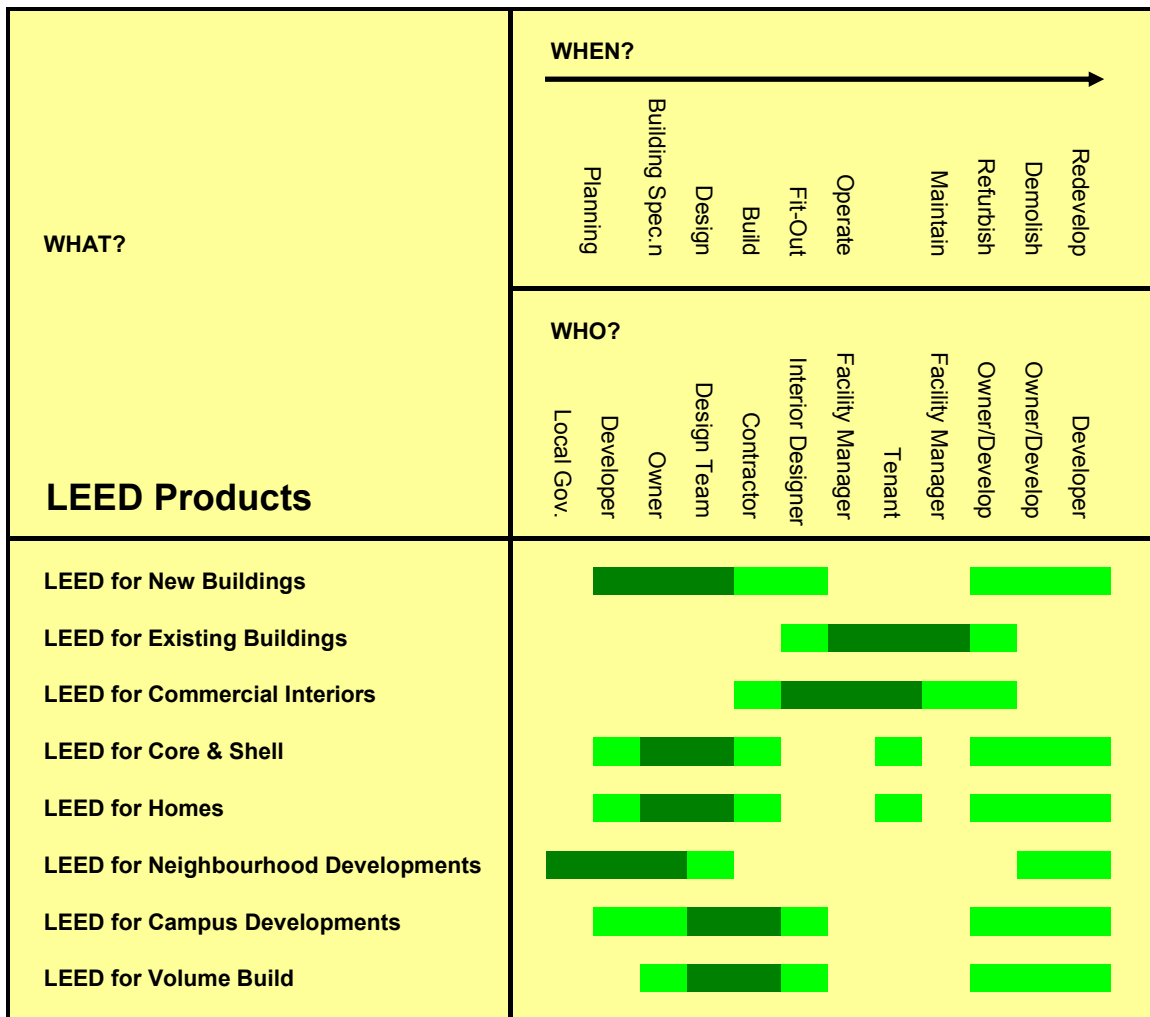 WHEN?
Planning
Building Spec.n
Design
Build
Fit-Out
Operate
Maintain
Refurbish
Demolish
Redevelop
WHAT?
WHO?
Local Gov.
Developer
Owner
Design Team
Contractor
Interior Designer
Facility Manager
Tenant
Facility Manager
Owner/Develop
Owner/Develop
Developer
LEED Products
LEED for New Buildings
LEED for Existing Buildings
LEED for Commercial Interiors
LEED for Core & Shell
LEED for Homes
LEED for Neighbourhood Developments
LEED for Campus Developments
LEED for Volume Build